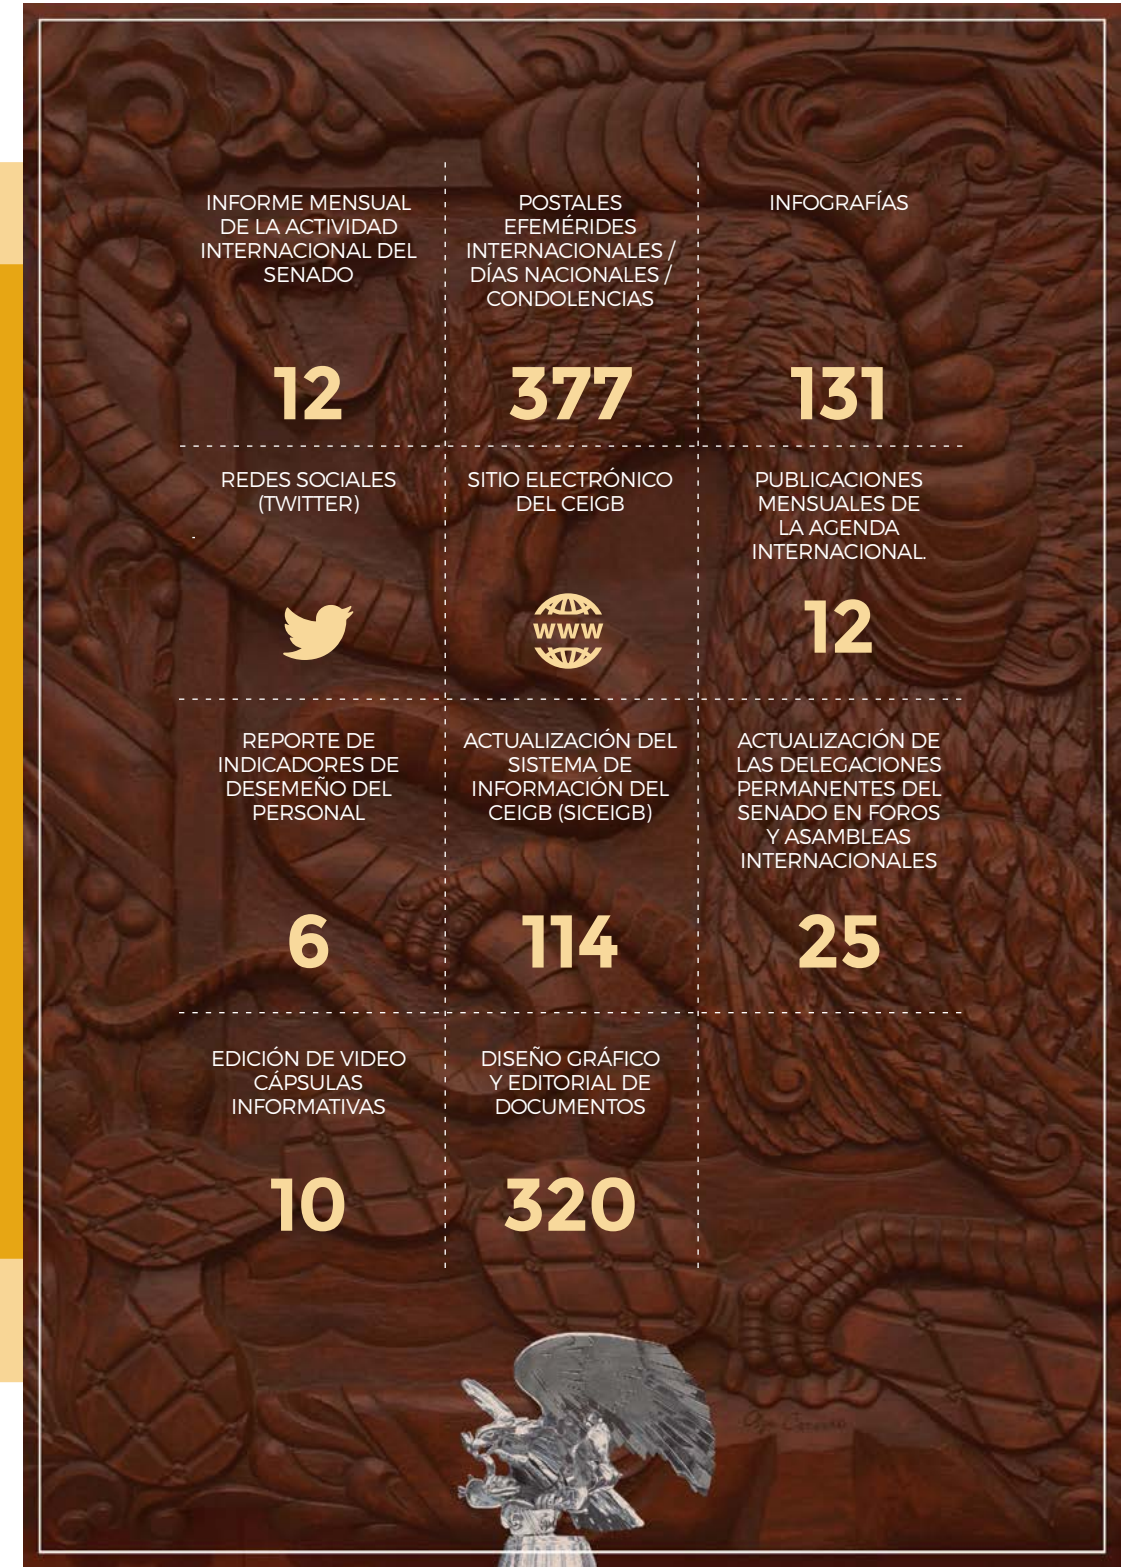 INFORME MENSUAL
DE LA ACTIVIDAD
INTERNACIONAL DEL
SENADO
12
POSTALES
EFEMÉRIDES
INTERNACIONALES /
DÍAS NACIONALES /
CONDOLENCIAS
377
INFOGRAFÍAS
131
REDES SOCIALES
(TWITTER)
SITIO ELECTRÓNICO
DEL CEIGB
WWW
PUBLICACIONES
MENSUALES DE
LA AGENDA
INTERNACIONAL.
12
REPORTE DE
INDICADORES DE
DESEMEÑO DEL
PERSONAL
6
ACTUALIZACIÓN DEL
SISTEMA DE
INFORMACIÓN DEL
CEIGB (SICEIGB)
114
ACTUALIZACIÓN DE
LAS DELEGACIONES
PERMANENTES DEL
SENADO EN FOROS
Y ASAMBLEAS
INTERNACIONALES
25
EDICIÓN DE VIDEO
CÁPSULAS
INFORMATIVAS
10
DISEÑO GRÁFICO
Y EDITORIAL DE
DOCUMENTOS
320